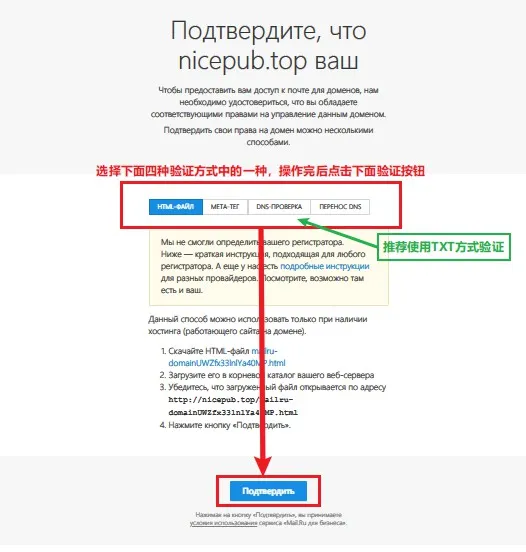 Подтвердите, что
nicepub.top ваш
Чтобы предоставить вам доступ к почте для доменов, нам
необходимо удостовериться, что вы обладаете
соответствующими правами на управление данным доменом.
Подтвердить свои права на домен можно несколькими
способами.
选择下面四种验证方式中的一种，操作完后点击下面验证按钮
HTML-ФАЙЛ МЕТА-ТЕГ DNS-ПРОВЕРКА ПЕРЕНОС DNS
推荐使用TXT方式验证
Мы не смогли определить вашего регистратора.
Ниже — краткая инструкция, подходящая для любого
регистратора. А еще у нас есть подробные инструкции
для разных провайдеров. Посмотрите, возможно там
есть и ваш.
Данный способ можно использовать только при наличии
хостинга (работающего сайта на домене).
1. Скачайте HTML-файл mailru-
domainUWZfx33lnlYa40MP.html
2. Загрузите его в корневой каталог вашего веб-сервера
3. Убедитесь, что загруженный файл открывается по адресу
http://nicepub.top/mailru-
domainUWZfx33lnlYa40MP.html
4. Нажмите кнопку «Подтвердить».
Подтвердить
Нажимая на кнопку «Подтвердить», вы принимаете
условия использования сервиса «Mail.Ru для бизнеса».